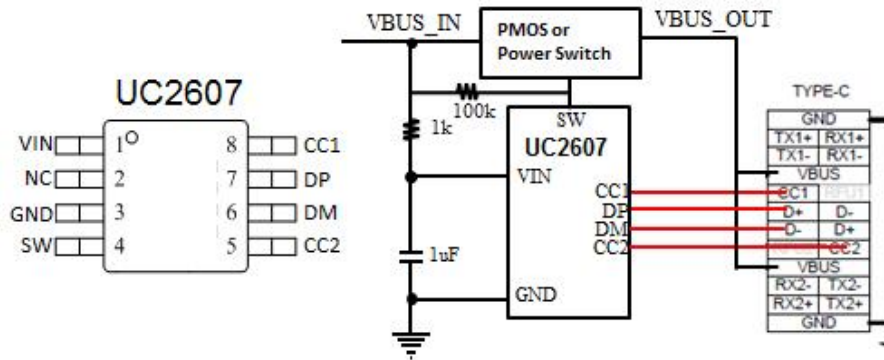 UC2607
VIN 1 8 CC1
NC 2 7 DP
GND 3 6 DM
SW 4 5 CC2
VBUS_IN
PMOS or
Power Switch
VBUS_OUT
100k
1k
1uF
SW
UC2607
VIN
CC1
DP
DM
CC2
GND
TYPE-C
GND
TX1+ RX1+
TX1- RX1-
VBUS
CC1
D+ D-
D- D+
CC2
VBUS
RX2- TX2-
RX2+ TX2+
GND